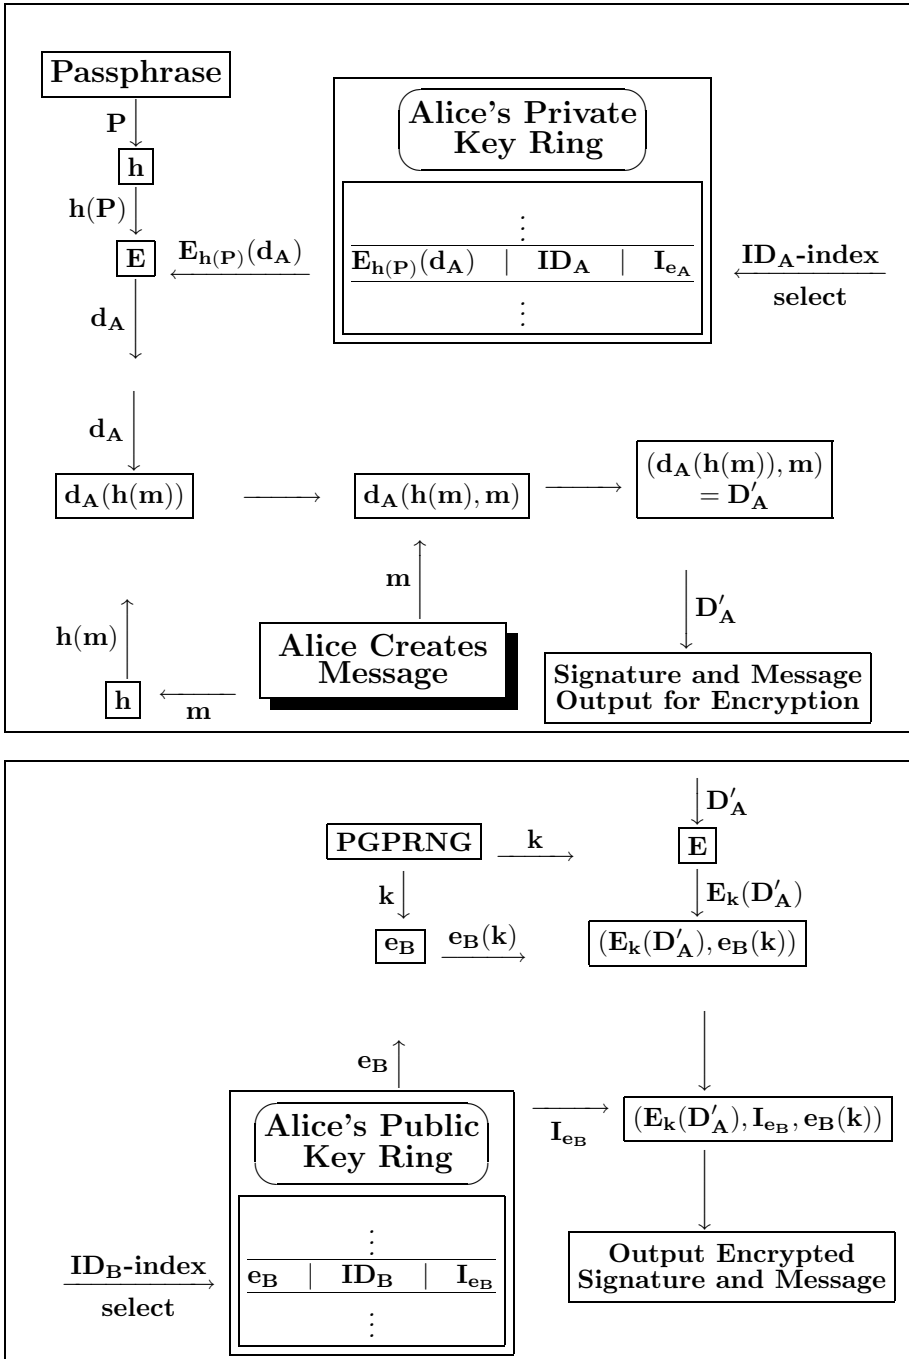 Passphrase
P
h
h(P)
E
E_{h(P)}(d_A)
d_A
Alice's Private
Key Ring
⋮
E_{h(P)}(d_A) | ID_A | I_{e_A}
⋮
ID_A-index
select
d_A
d_A(h(m))
d_A(h(m), m)
(d_A(h(m)), m)
= D'_A
m
h(m)
D'_A
Alice Creates
Message
h
m
Signature and Message
Output for Encryption
D'_A
PGPRNG
k
E
k
E_k(D'_A)
e_B
e_B(k)
(E_k(D'_A), e_B(k))
e_B
Alice's Public
Key Ring
I_{e_B}
(E_k(D'_A), I_{e_B}, e_B(k))
⋮
ID_B-index
select
e_B | ID_B | I_{e_B}
⋮
Output Encrypted
Signature and Message